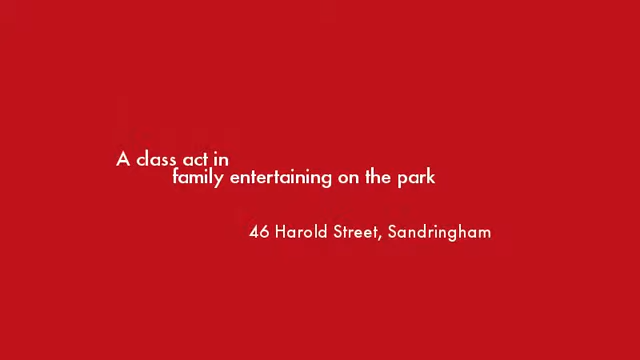 A class act in
family entertaining on the park
46 Harold Street, Sandringham